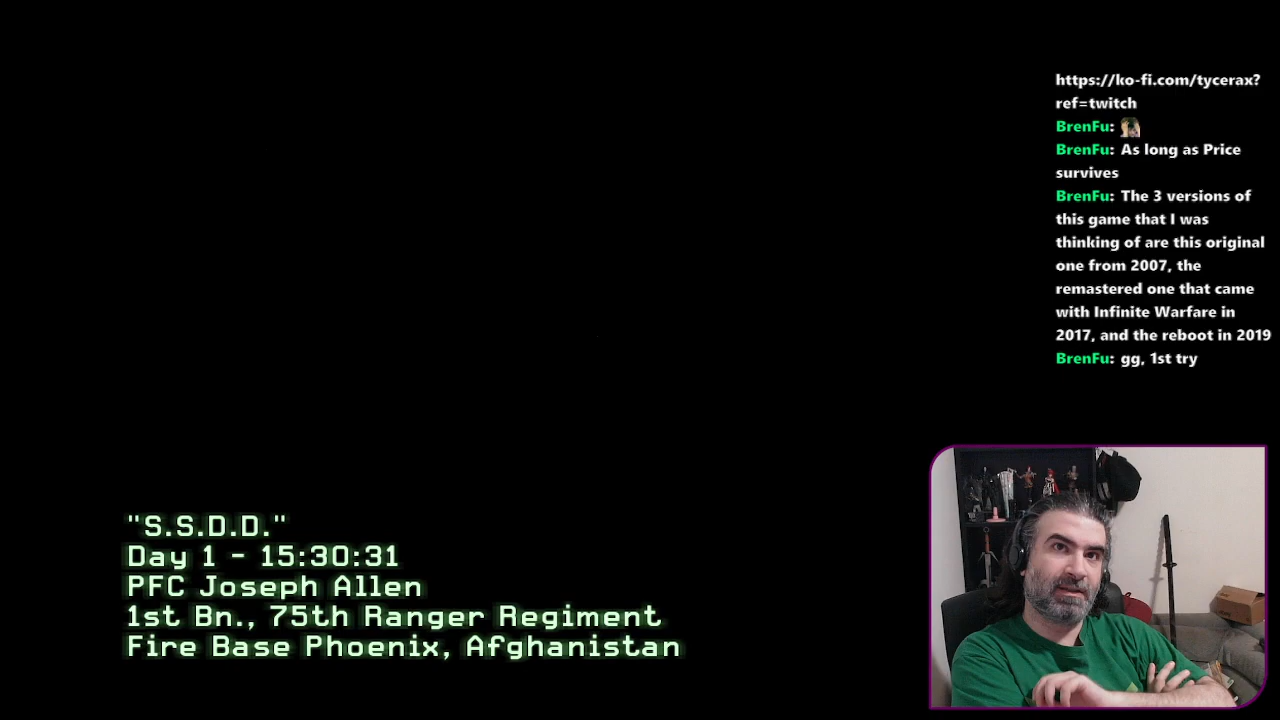 https://ko-fi.com/tycerax?
ref=twitch
BrenFu:
BrenFu: As long as Price
survives
BrenFu: The 3 versions of
this game that I was
thinking of are this original
one from 2007, the
remastered one that came
with Infinite Warfare in
2017, and the reboot in 2019
BrenFu: gg, 1st try
"S.S.D.D."
Day 1 - 15:30:31
PFC Joseph Allen
1st Bn., 75th Ranger Regiment
Fire Base Phoenix, Afghanistan